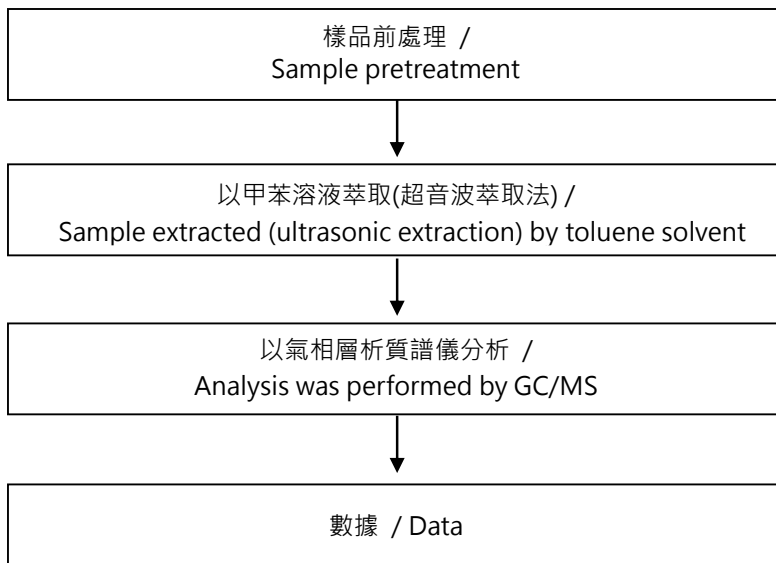 樣品前處理 /
Sample pretreatment
以甲苯溶液萃取(超音波萃取法) /
Sample extracted (ultrasonic extraction) by toluene solvent
以氣相層析質譜儀分析 /
Analysis was performed by GC/MS
數據 / Data